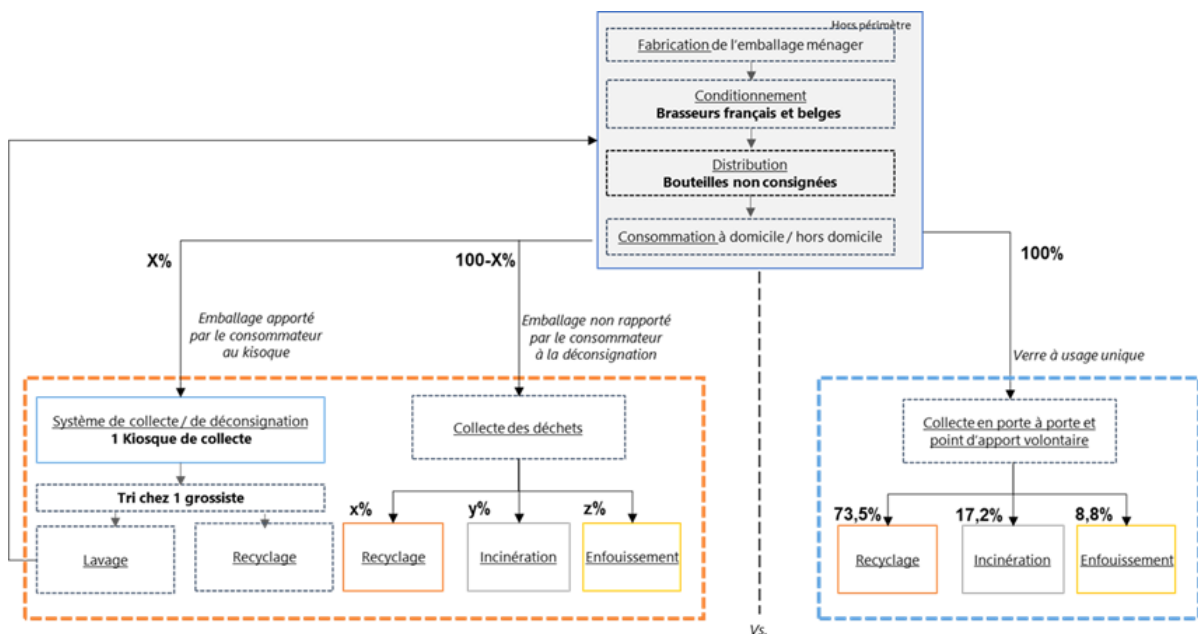 Hors périmètre
Fabrication de l'emballage ménager
Conditionnement
Brasseurs français et belges
Distribution
Bouteilles non consignées
Consommation à domicile / hors domicile
X%
100-X%
100%
Emballage apporté
par le consommateur
au kisoque
Emballage non rapporté
par le consommateur
à la déconsignation
Verre à usage unique
Système de collecte / de déconsignation
1 Kiosque de collecte
Collecte des déchets
Collecte en porte à porte et
point d'apport volontaire
Tri chez 1 grossiste
x%
y%
z%
73,5%
17,2%
8,8%
Lavage
Recyclage
Recyclage
Incinération
Enfouissement
Recyclage
Incinération
Enfouissement
Vs.